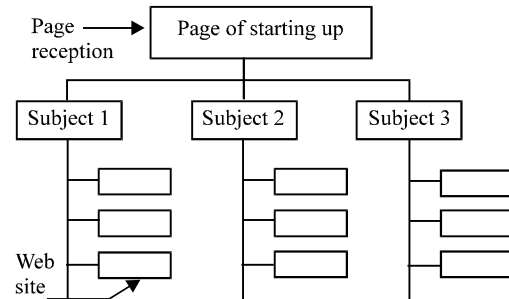 Page
reception
Page of starting up
Subject 1
Subject 2
Subject 3
Web
site